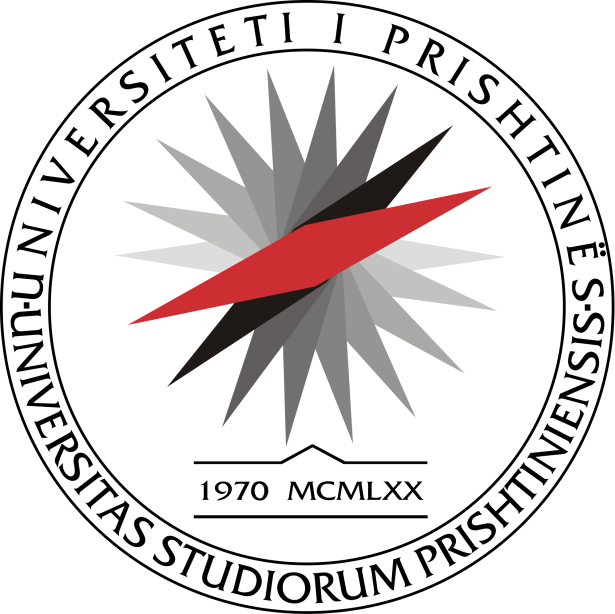 UNIVERSITETI I PRISHTINËS
·UNIVERSITAS STUDIORUM PRISHTINIENSIS·
1970 MCMLXX